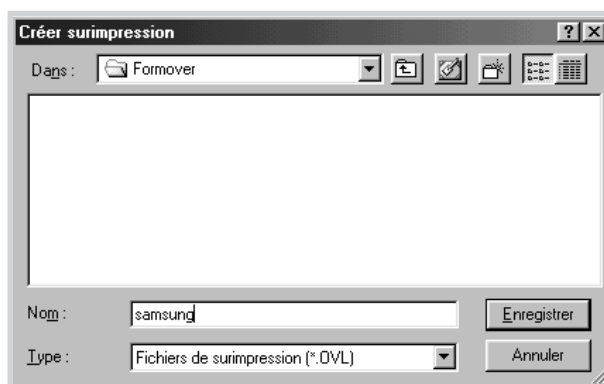 Créer surimpression
Dans :
Formover
Nom :
samsung
Enregistrer
Type :
Fichiers de surimpression (*.OVL)
Annuler